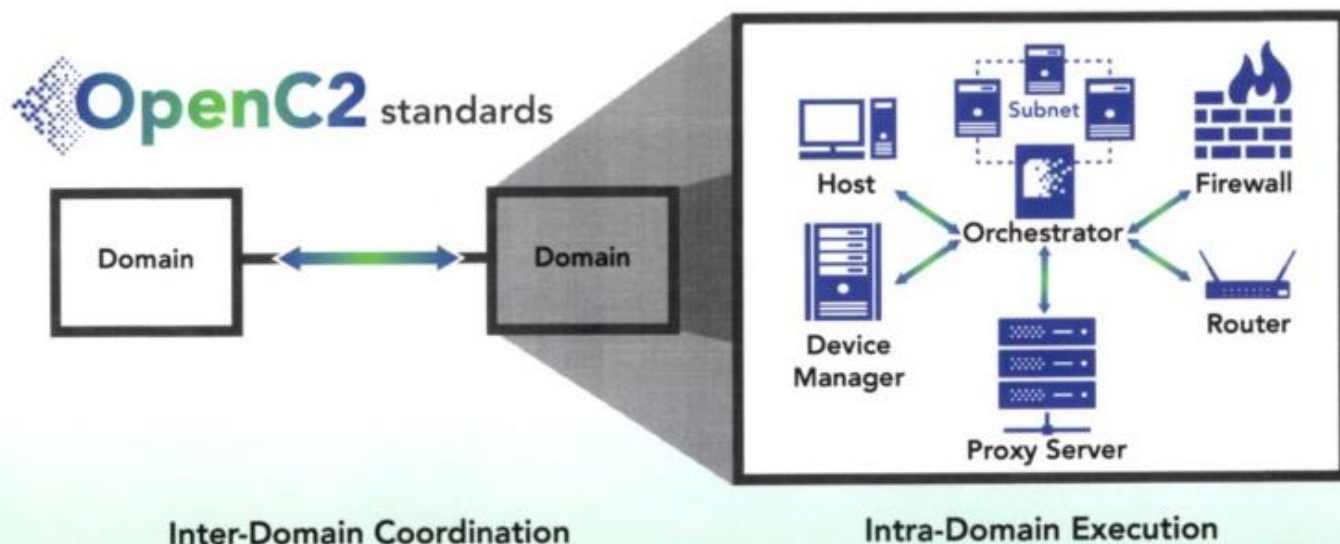 OpenC2 standards
Domain
Domain
Host
Subnet
Firewall
Orchestrator
Device
Manager
Router
Proxy Server
Inter-Domain Coordination
Intra-Domain Execution